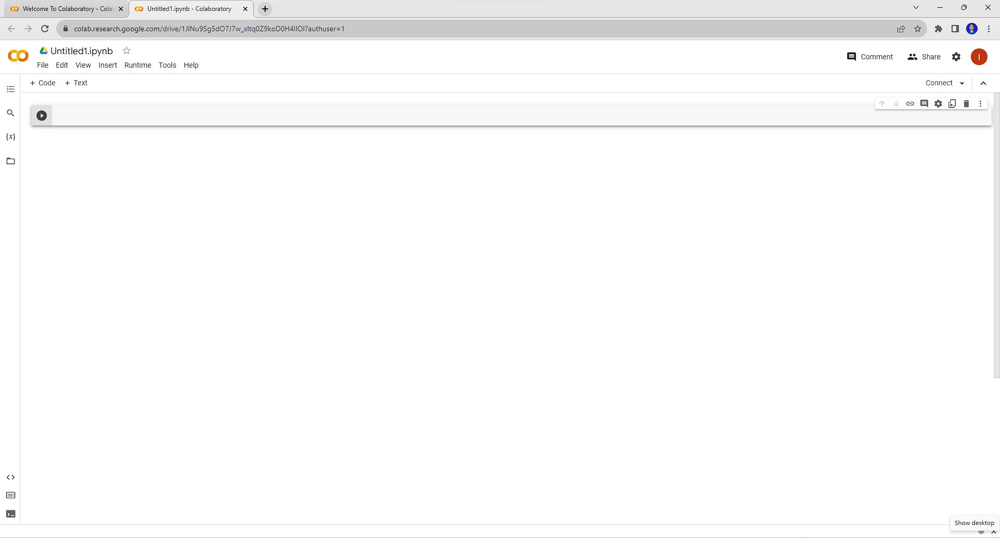 Welcome To Colaboratory - Cola
Untitled1.ipynb - Colaboratory
colab.research.google.com/drive/1JINu9Sg5dO7J7w_xltq0Z9koD0H4lIOI?authuser=1
Untitled1.ipynb
Comment
Share
I
File Edit View Insert Runtime Tools Help
+ Code + Text
Connect
{x}
Show desktop